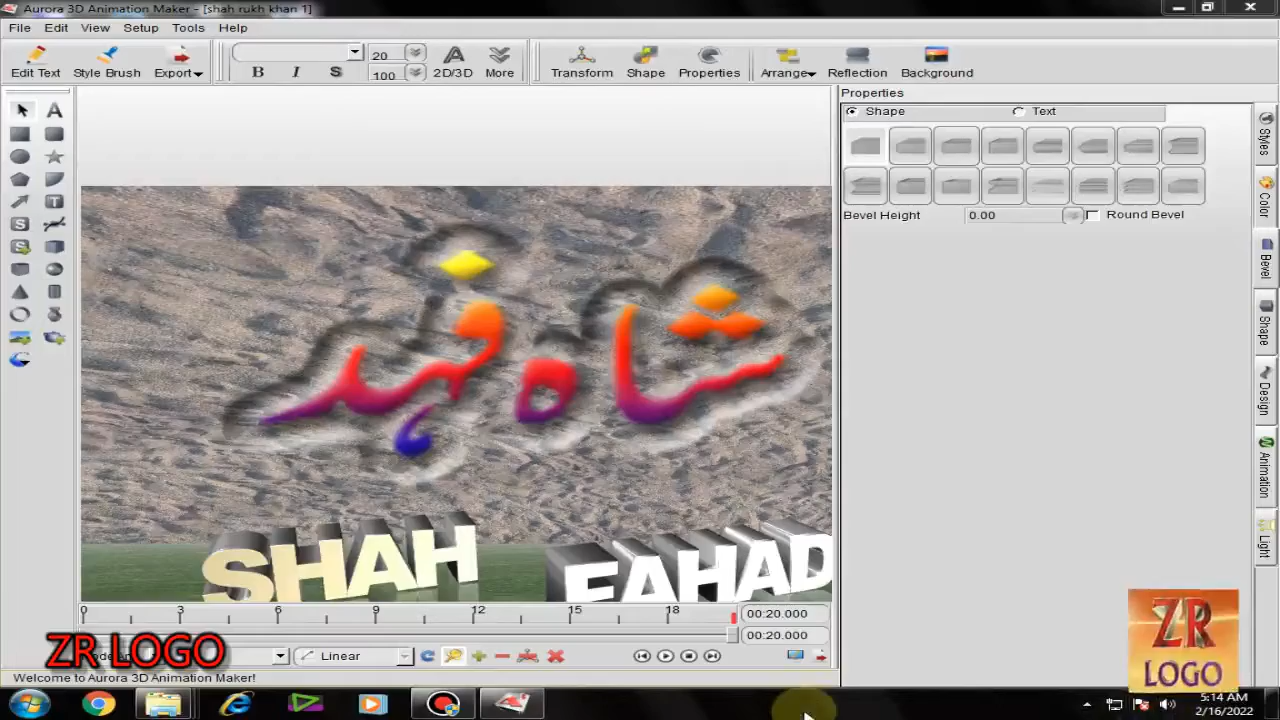 Aurora 3D Animation Maker - [shah rukh khan 1]
File Edit View Setup Tools Help
Edit Text Style Brush Export B I S 20 100 2D/3D More Transform Shape Properties Arrange Reflection Background
Properties
Shape Text
Bevel Height 0.00 Round Bevel
Styles
Color
Bevel
Shape
Design
Animation
Light
شاہ فہد
SHAH FAHAD
0 3 6 9 12 15 18 00:20.000
00:20.000
ZR LOGO
Linear
Welcome to Aurora 3D Animation Maker!
ZR
LOGO
5:14 AM
2/16/2022